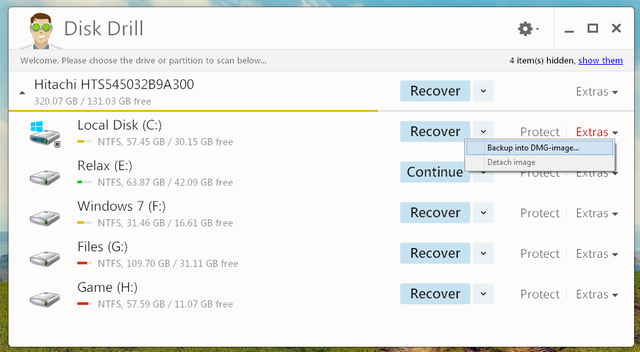 Disk Drill
Welcome. Please choose the drive or partition to scan below...
4 item(s) hidden, show them
Hitachi HTS545032B9A300
320.07 GB / 131.03 GB free
Recover
Extras
Local Disk (C:)
NTFS, 57.45 GB / 30.15 GB free
Recover
Protect
Extras
Backup into DMG-image...
Detach image
Relax (E:)
NTFS, 63.87 GB / 42.09 GB free
Continue
Extras
Windows 7 (F:)
NTFS, 31.46 GB / 16.61 GB free
Recover
Protect
Extras
Files (G:)
NTFS, 109.70 GB / 31.11 GB free
Recover
Protect
Extras
Game (H:)
NTFS, 57.59 GB / 11.07 GB free
Recover
Protect
Extras